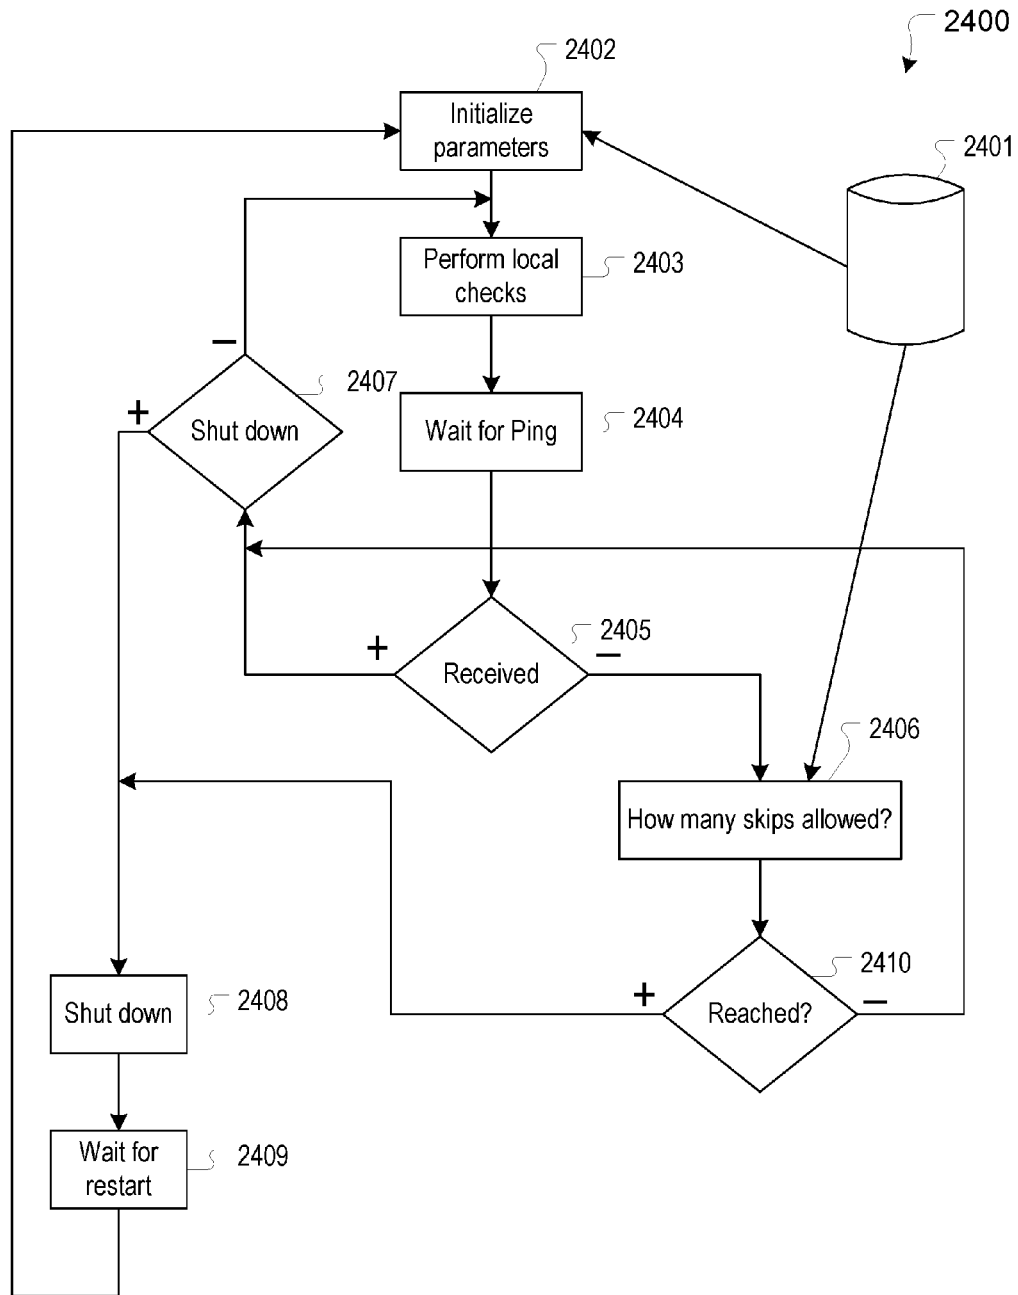 2400
2402
Initialize
parameters
2401
Perform local
checks
2403
−
2407
+
Shut down
Wait for Ping
2404
+
2405
−
Received
2406
How many skips allowed?
2410
+
−
Reached?
Shut down
2408
Wait for
restart
2409